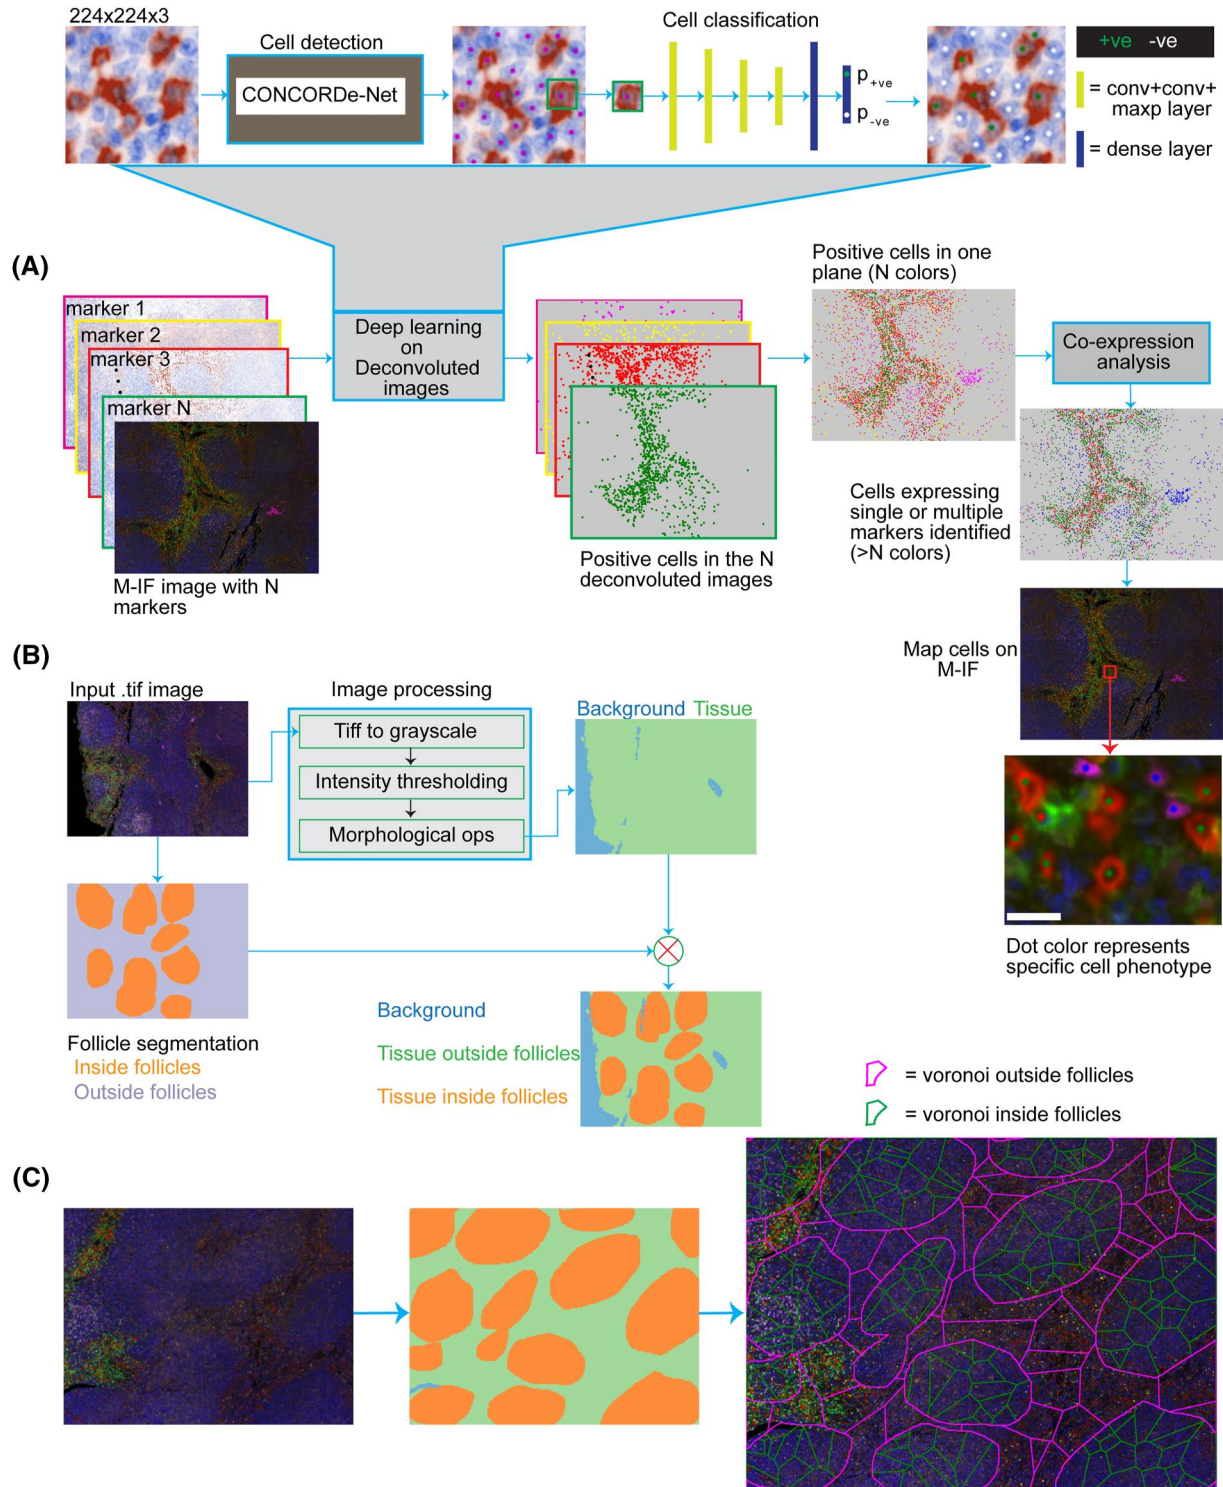 224x224x3
Cell detection
CONCORDe-Net
Cell classification
p+ve
p-ve
+ve -ve
= conv+conv+
maxp layer
= dense layer
(A)
marker 1
marker 2
marker 3
marker N
M-IF image with N
markers
Deep learning
on
Deconvoluted
images
Positive cells in the N
deconvoluted images
Positive cells in one
plane (N colors)
Co-expression
analysis
Cells expressing
single or multiple
markers identified
(>N colors)
Map cells on
M-IF
Dot color represents
specific cell phenotype
(B)
Input .tif image
Image processing
Tiff to grayscale
Intensity thresholding
Morphological ops
Background Tissue
Follicle segmentation
Inside follicles
Outside follicles
Background
Tissue outside follicles
Tissue inside follicles
= voronoi outside follicles
= voronoi inside follicles
(C)